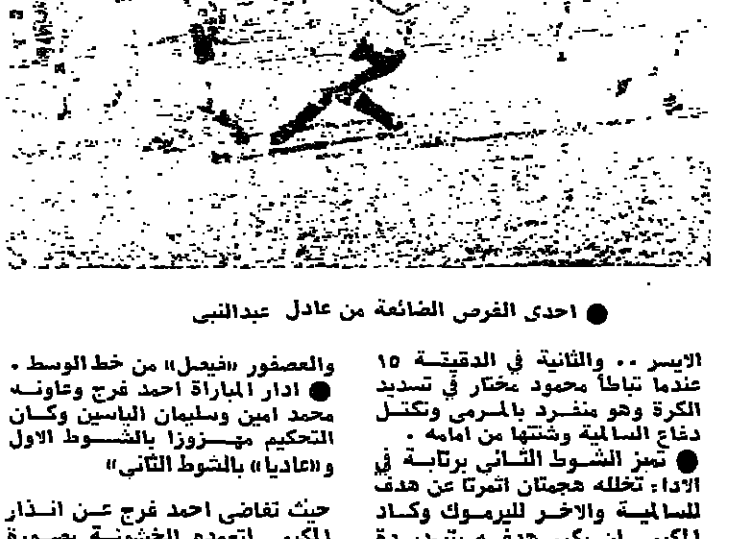 ● احدى الفرص الضائعة من عادل عبدالنبى
الايسر .. والثانية في الدقيقة ١٥
عندما تباطأ محمود مختار في تسديد
الكرة وهو منفرد بالمرمى وتكتل
دفاع السالمية وشتتها من امامه .
● تميز الشوط الثاني برتابة في
الاداء تخلله هجمتان اثمرتا عن هدف
للسالمية والاخر لليرموك وكاد
والعصفور «فيصل» من خط الوسط .
● ادار المباراة احمد فرج وعاونه
محمد امين وسليمان الياسين وكان
التحكيم مهزوزا بالشوط الاول
و«عاديا» بالشوط الثاني»
حيث تغاضى احمد فرج عن انذار
لتعمده الخشونة بصورة